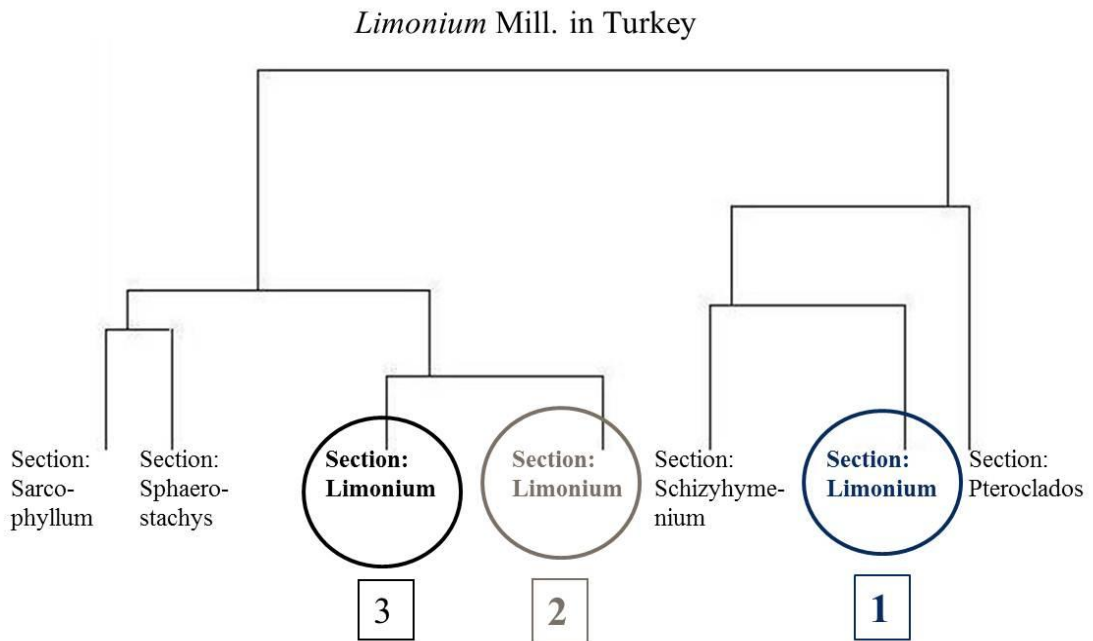 Limonium Mill. in Turkey
Section:
Sarco-
phyllum
Section:
Sphaero-
stachys
Section:
Limonium
Section:
Limonium
Section:
Schizyhyme-
nium
Section:
Limonium
Section:
Pteroclados
3
2
1